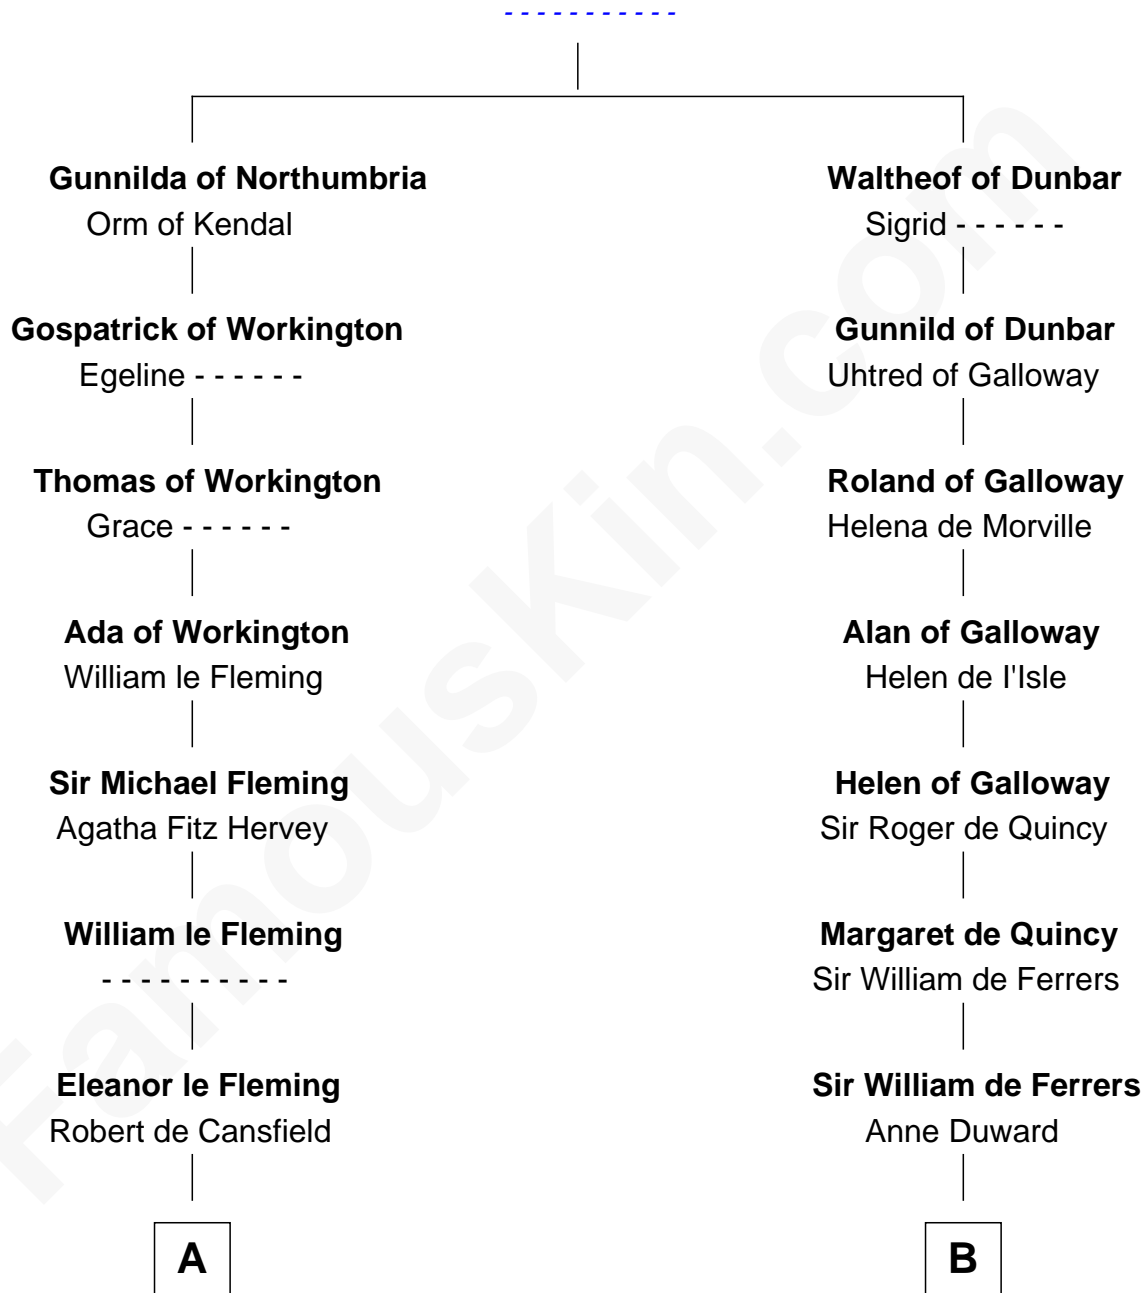 - - - - - - - - - - -
Gunnilda of Northumbria
Orm of Kendal
Gospatrick of Workington
Egeline - - - - - -
Thomas of Workington
Grace - - - - - -
Ada of Workington
William le Fleming
Sir Michael Fleming
Agatha Fitz Hervey
William le Fleming
- - - - - - - - - -
Eleanor le Fleming
Robert de Cansfield
A
Waltheof of Dunbar
Sigrid - - - - - -
Gunnild of Dunbar
Uhtred of Galloway
Roland of Galloway
Helena de Morville
Alan of Galloway
Helen de I'Isle
Helen of Galloway
Sir Roger de Quincy
Margaret de Quincy
Sir William de Ferrers
Sir William de Ferrers
Anne Duward
B
FamousKin.com